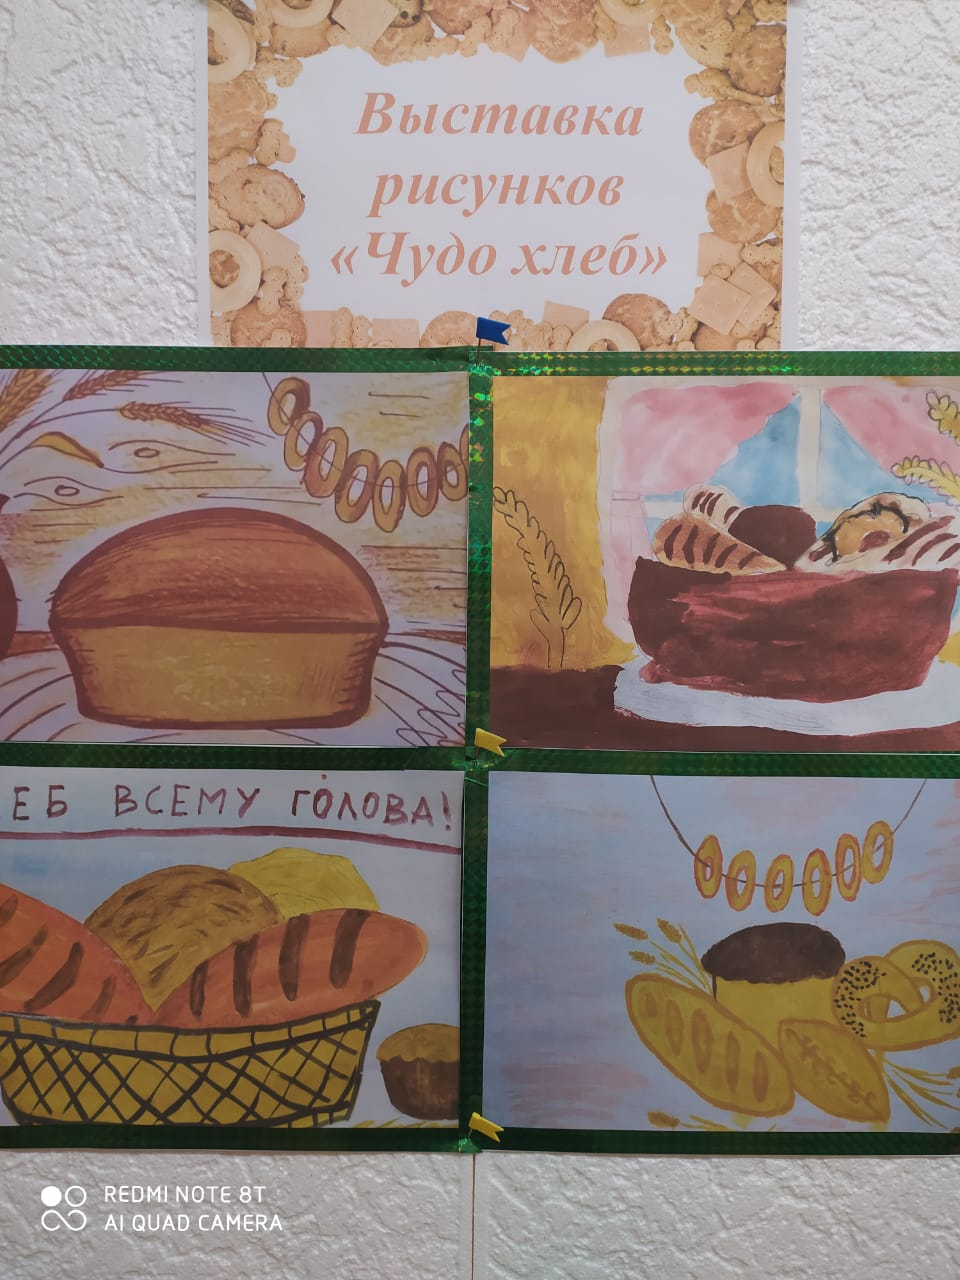 Выставка
рисунков
«Чудо хлеб»
ЕБ ВСЕМУ ГОЛОВА!
REDMI NOTE 8T
AI QUAD CAMERA